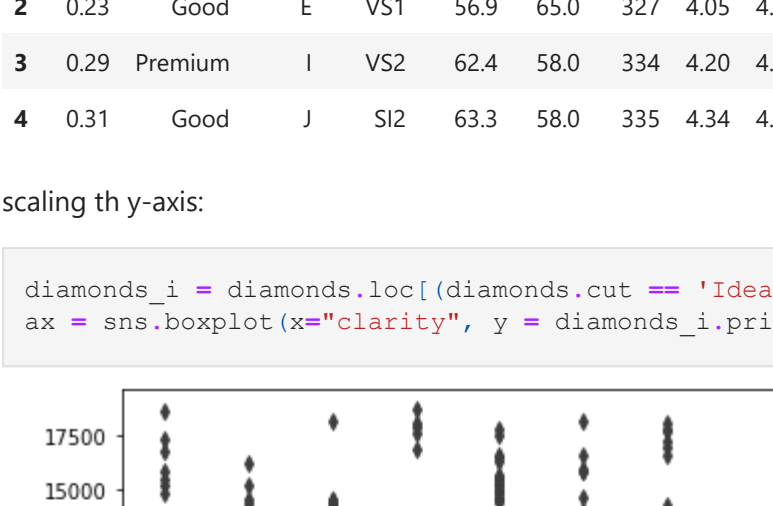 2 0.23 Good E VS1 56.9 65.0 327 4.05 4.
3 0.29 Premium I VS2 62.4 58.0 334 4.20 4.
4 0.31 Good J SI2 63.3 58.0 335 4.34 4.
scaling th y-axis:
diamonds_i = diamonds.loc[(diamonds.cut == 'Idea
ax = sns.boxplot(x="clarity", y = diamonds_i.pri
17500
15000